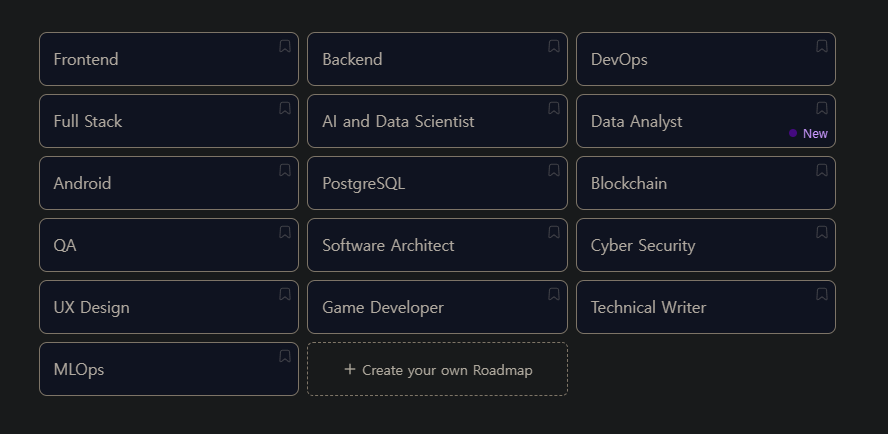 Frontend
Backend
DevOps
Full Stack
AI and Data Scientist
Data Analyst
New
Android
PostgreSQL
Blockchain
QA
Software Architect
Cyber Security
UX Design
Game Developer
Technical Writer
MLOps
+ Create your own Roadmap